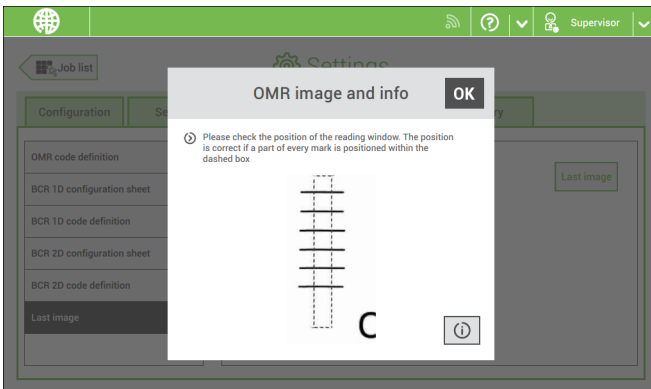 Supervisor
Job list
Settings
Configuration
Se
ry
OMR image and info
OK
Please check the position of the reading window. The position
is correct if a part of every mark is positioned within the
dashed box
OMR code definition
BCR 1D configuration sheet
BCR 1D code definition
BCR 2D configuration sheet
BCR 2D code definition
Last image
Last image
C